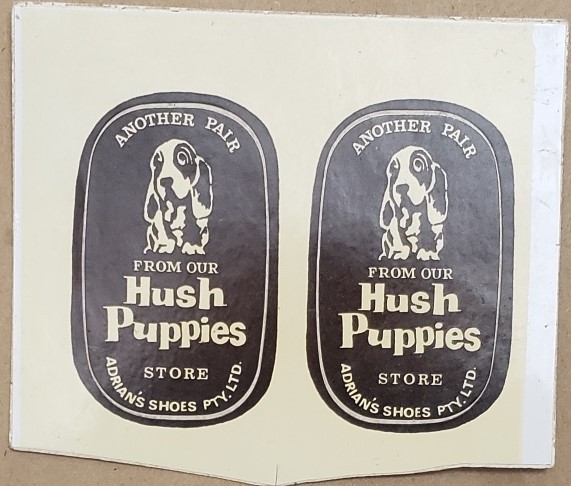 ANOTHER PAIR
FROM OUR
Hush
Puppies
STORE
ADRIAN'S SHOES PTY. LTD.
ANOTHER PAIR
FROM OUR
Hush
Puppies
STORE
ADRIAN'S SHOES PTY. LTD.